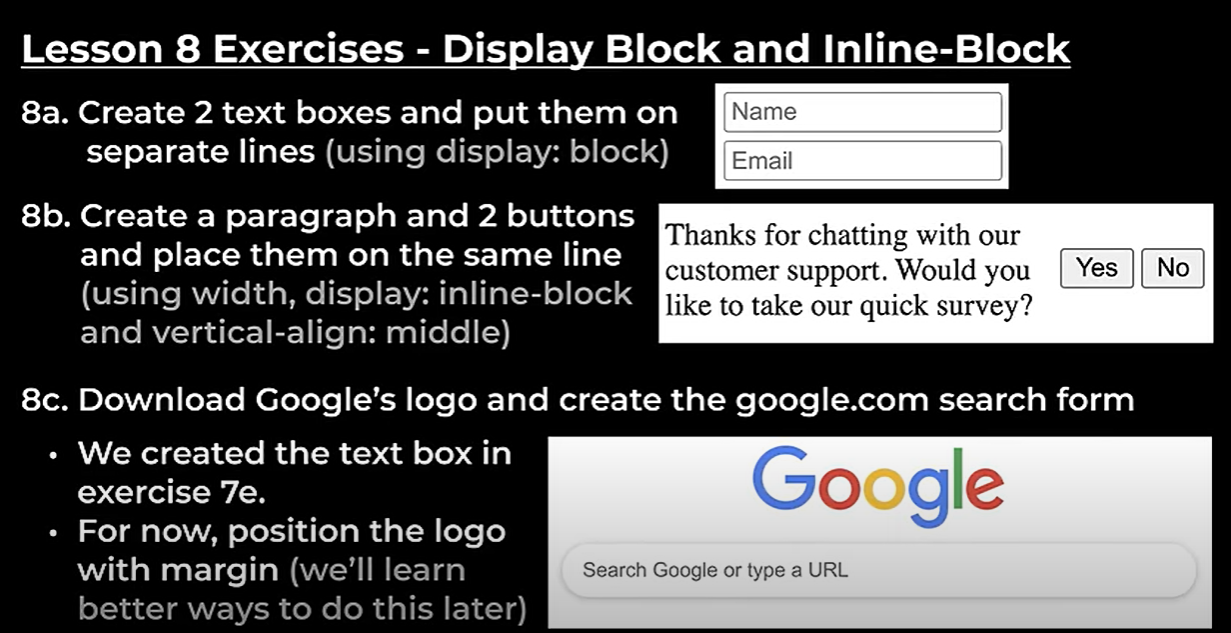 Lesson 8 Exercises - Display Block and Inline-Block
8a. Create 2 text boxes and put them on
separate lines (using display: block)
Name
Email
8b. Create a paragraph and 2 buttons
and place them on the same line
(using width, display: inline-block
and vertical-align: middle)
Thanks for chatting with our
customer support. Would you
like to take our quick survey?
Yes No
8c. Download Google’s logo and create the google.com search form
• We created the text box in
exercise 7e.
• For now, position the logo
with margin (we’ll learn
better ways to do this later)
Google
Search Google or type a URL